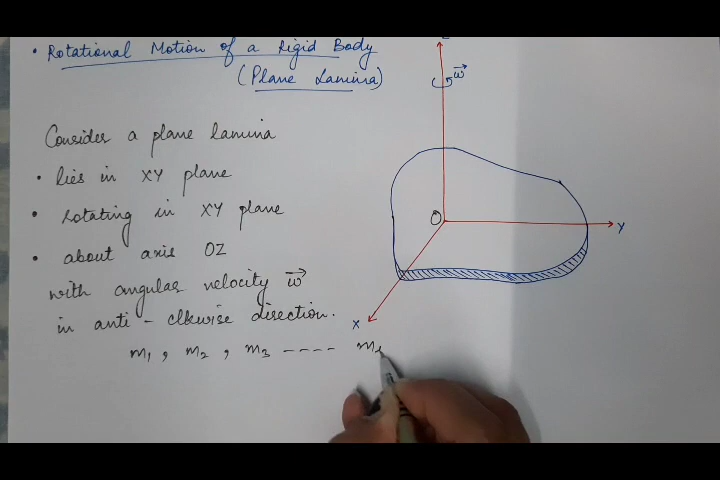 • Rotational Motion of a Rigid Body
(Plane Lamina)
ω
Consider a plane lamina
• lies in XY plane
• rotating in XY plane
• about axis OZ
with angular velocity ω
in anti-clkwise direction.
m1, m2, m3 ----
O
Y
X